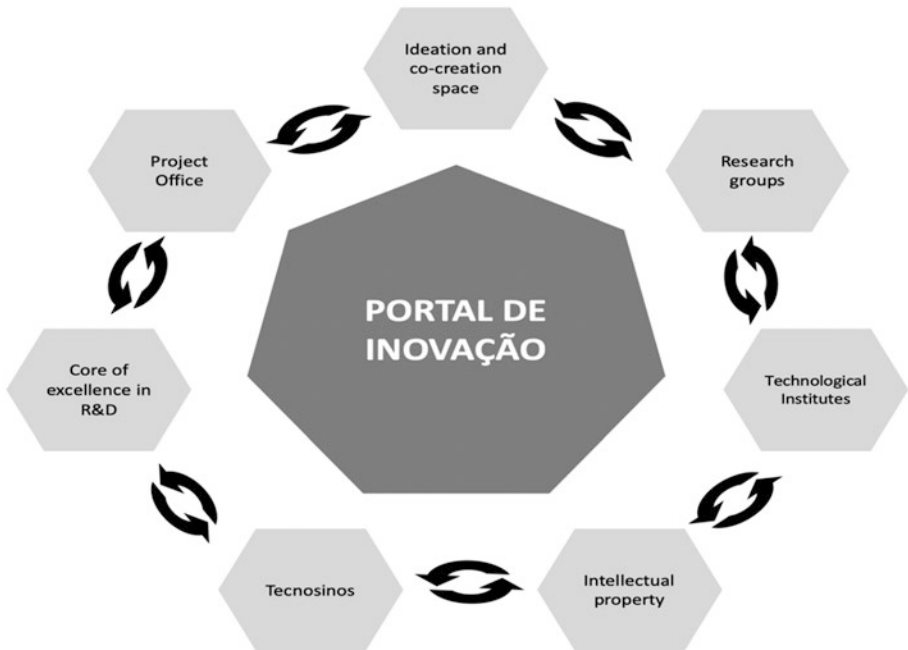 Ideation and
co-creation
space
Project
Office
Research
groups
PORTAL DE
INOVAÇÃO
Core of
excellence in
R&D
Technological
Institutes
Tecnosinos
Intellectual
property